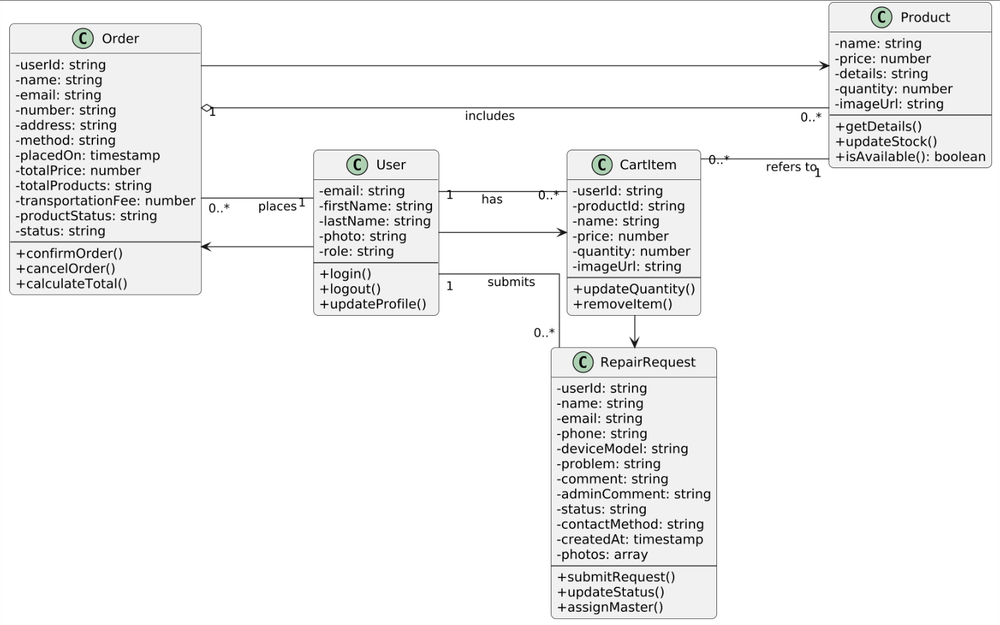 C Order
-userId: string
-name: string
-email: string
-number: string
-address: string
-method: string
-placedOn: timestamp
-totalPrice: number
-totalProducts: string
-transportationFee: number
-productStatus: string
-status: string
+confirmOrder()
+cancelOrder()
+calculateTotal()
C Product
-name: string
-price: number
-details: string
-quantity: number
-imageUrl: string
+getDetails()
+updateStock()
+isAvailable(): boolean
1
includes
0..*
C User
-email: string
-firstName: string
-lastName: string
-photo: string
-role: string
+login()
+logout()
+updateProfile()
0..*
places
1
C CartItem
-userId: string
-productId: string
-name: string
-price: number
-quantity: number
-imageUrl: string
+updateQuantity()
+removeItem()
1
has
0..*
0..*
refers to
1
1
submits
0..*
C RepairRequest
-userId: string
-name: string
-email: string
-phone: string
-deviceModel: string
-problem: string
-comment: string
-adminComment: string
-status: string
-contactMethod: string
-createdAt: timestamp
-photos: array
+submitRequest()
+updateStatus()
+assignMaster()